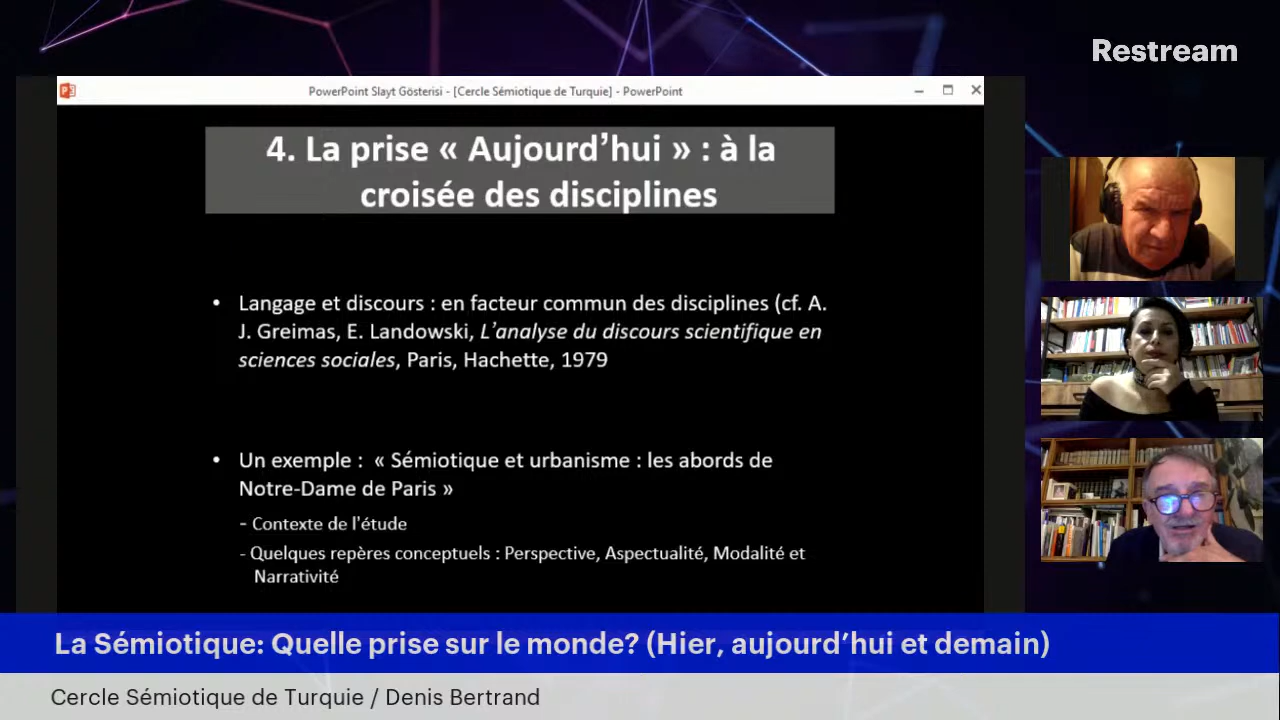 Restream
PowerPoint Slayt Gösterisi - [Cercle Sémiotique de Turquie] - PowerPoint
4. La prise « Aujourd’hui » : à la
croisée des disciplines
• Langage et discours : en facteur commun des disciplines (cf. A.
J. Greimas, E. Landowski, L’analyse du discours scientifique en
sciences sociales, Paris, Hachette, 1979
• Un exemple : « Sémiotique et urbanisme : les abords de
Notre-Dame de Paris »
- Contexte de l'étude
- Quelques repères conceptuels : Perspective, Aspectualité, Modalité et
Narrativité
La Sémiotique: Quelle prise sur le monde? (Hier, aujourd’hui et demain)
Cercle Sémiotique de Turquie / Denis Bertrand